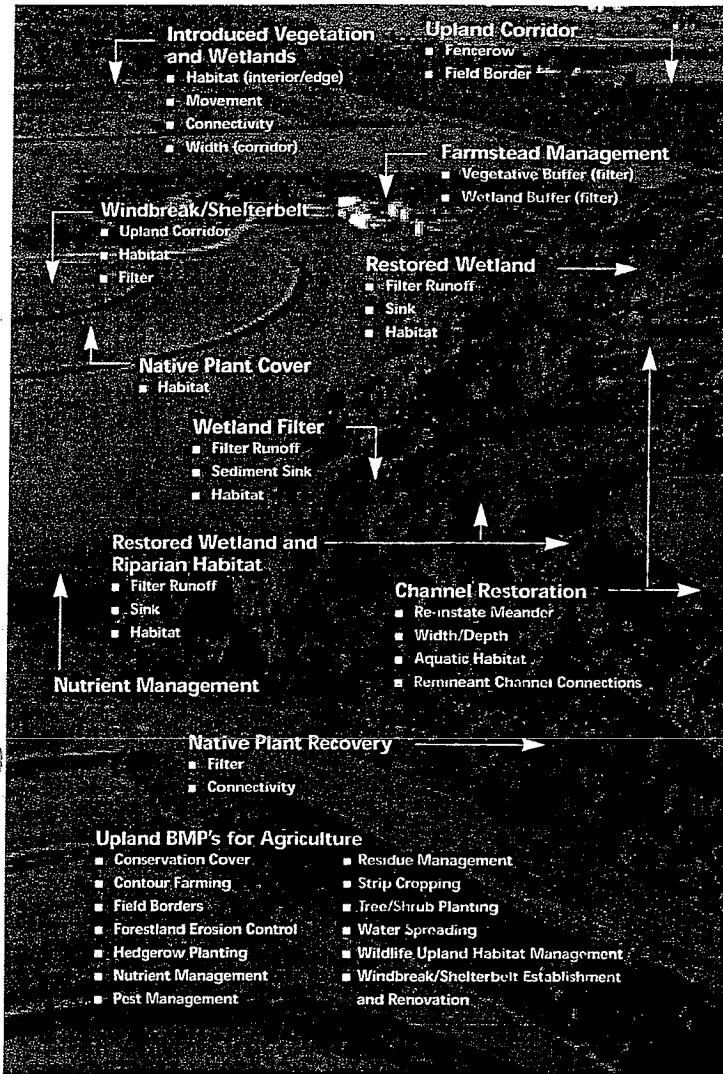 Introduced Vegetation
and Wetlands
■ Habitat (interior/edge)
■ Movement
■ Connectivity
■ Width (corridor)
Upland Corridor
■ Fencerow
■ Field Border
Farmstead Management
■ Vegetative Buffer (filter)
■ Wetland Buffer (filter)
Windbreak/Shelterbelt
■ Upland Corridor
■ Habitat
■ Filter
Restored Wetland
■ Filter Runoff
■ Sink
■ Habitat
Native Plant Cover
■ Habitat
Wetland Filter
■ Filter Runoff
■ Sediment Sink
■ Habitat
Restored Wetland and
Riparian Habitat
■ Filter Runoff
■ Sink
■ Habitat
Channel Restoration
■ Re-instate Meander
■ Width/Depth
■ Aquatic Habitat
■ Remineant Channel Connections
Nutrient Management
Native Plant Recovery
■ Filter
■ Connectivity
Upland BMP's for Agriculture
■ Conservation Cover
■ Contour Farming
■ Field Borders
■ Forestland Erosion Control
■ Hedgerow Planting
■ Nutrient Management
■ Pest Management
■ Residue Management
■ Strip Cropping
■ Tree/Shrub Planting
■ Water Spreading
■ Wildlife Upland Habitat Management
■ Windbreak/Shelterbelt Establishment
and Renovation